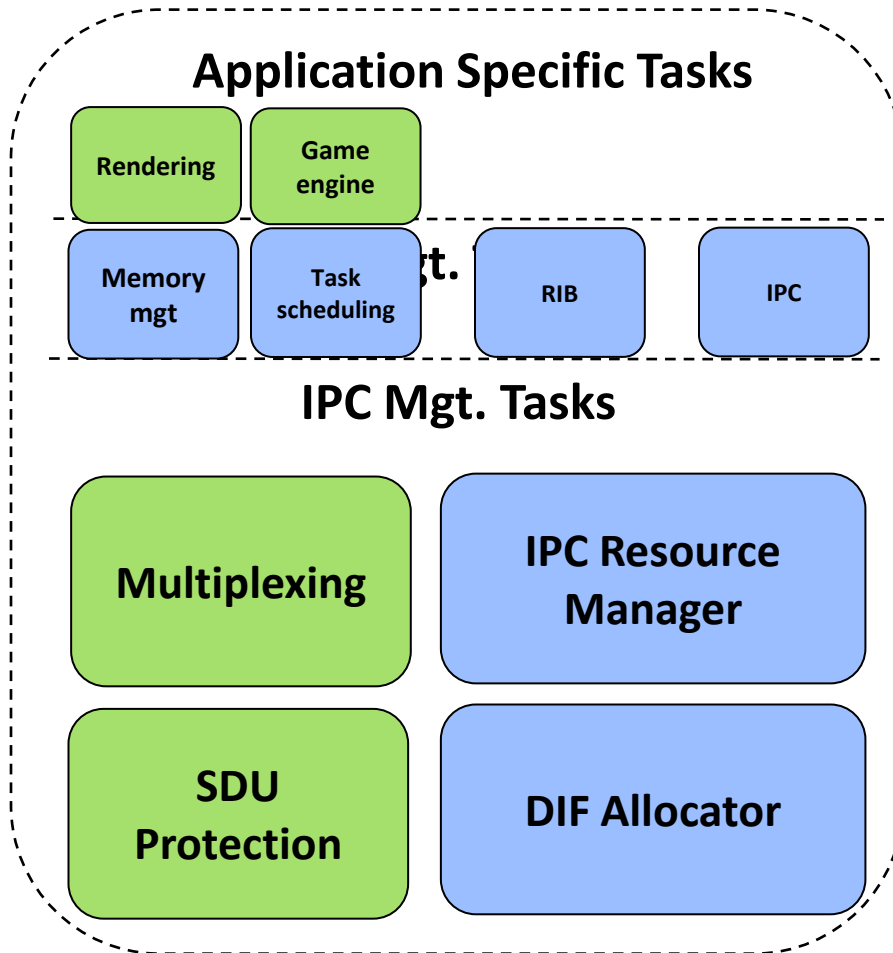 Application Specific Tasks
Rendering
Game
engine
Memory
mgt
Task
scheduling
RIB
IPC
IPC Mgt. Tasks
Multiplexing
IPC Resource
Manager
SDU
Protection
DIF Allocator